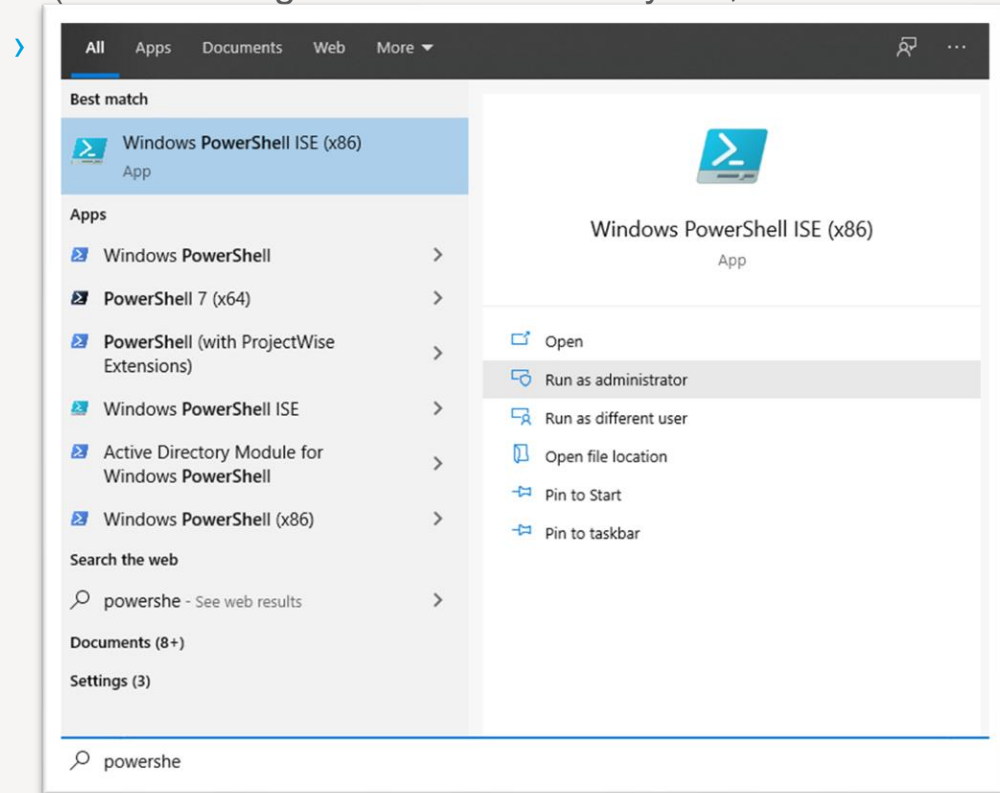 All Apps Documents Web More
Best match
Windows PowerShell ISE (x86)
App
Apps
Windows PowerShell
PowerShell 7 (x64)
PowerShell (with ProjectWise
Extensions)
Windows PowerShell ISE
Active Directory Module for
Windows PowerShell
Windows PowerShell (x86)
Search the web
powershe - See web results
Documents (8+)
Settings (3)
Windows PowerShell ISE (x86)
App
Open
Run as administrator
Run as different user
Open file location
Pin to Start
Pin to taskbar
powershe